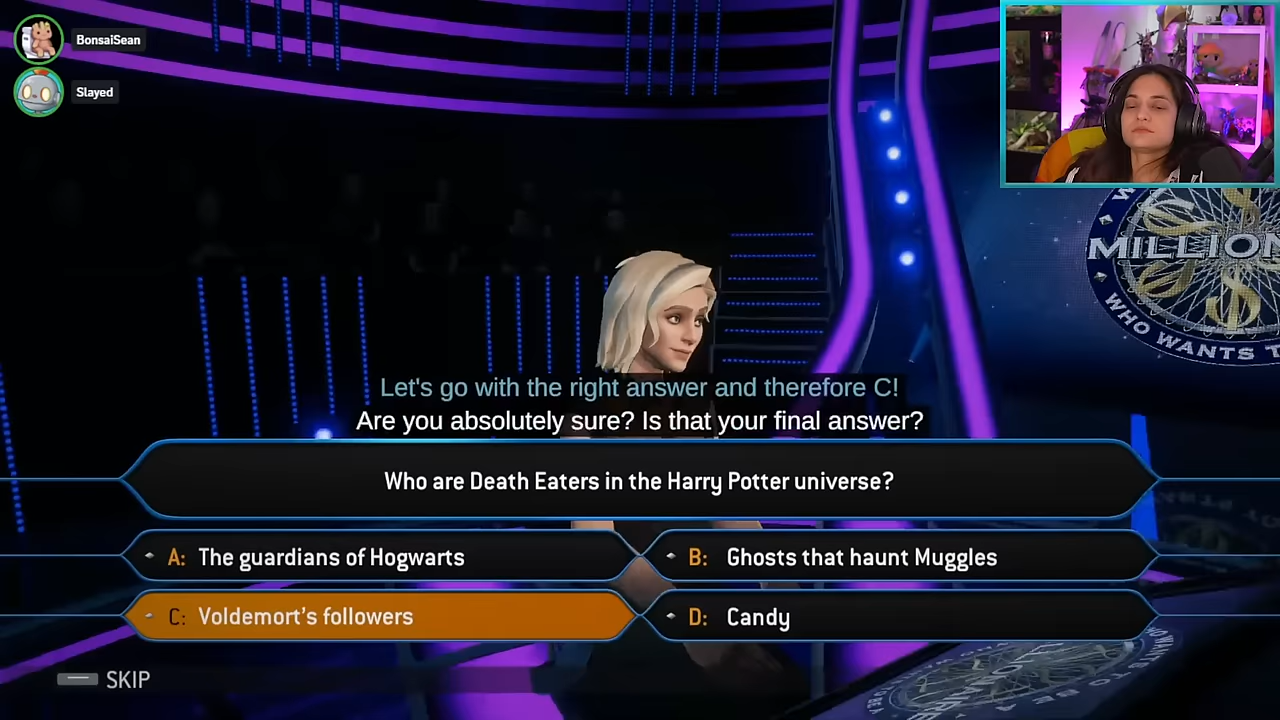 BonsaiSean
Slayed
MILLION
WHO WANTS T
Let's go with the right answer and therefore C!
Are you absolutely sure? Is that your final answer?
Who are Death Eaters in the Harry Potter universe?
A: The guardians of Hogwarts
B: Ghosts that haunt Muggles
C: Voldemort's followers
D: Candy
SKIP